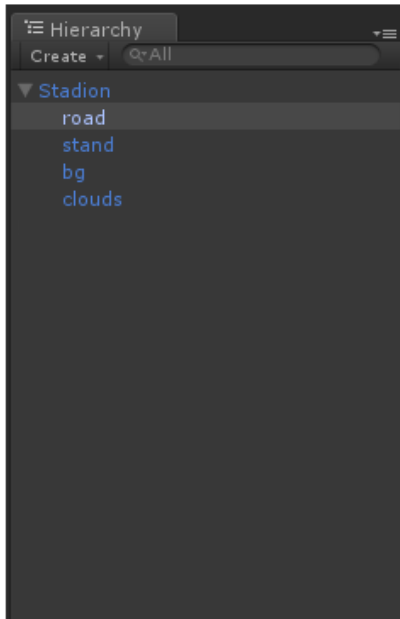 Hierarchy
Create All
Stadion
road
stand
bg
clouds